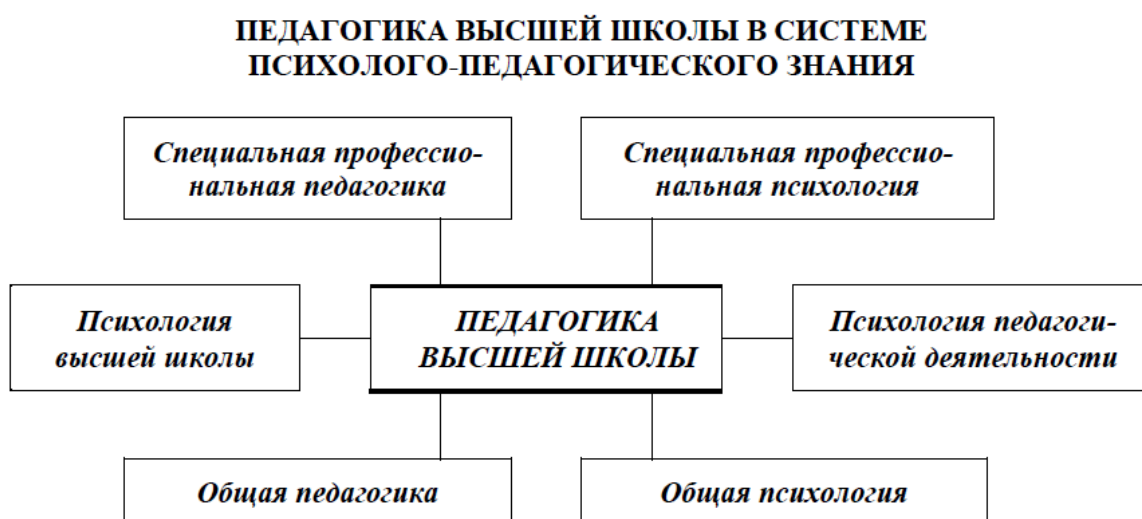 ПЕДАГОГИКА ВЫСШЕЙ ШКОЛЫ В СИСТЕМЕ
ПСИХОЛОГО-ПЕДАГОГИЧЕСКОГО ЗНАНИЯ
Специальная профессио-
нальная педагогика
Специальная профессио-
нальная психология
Психология
высшей школы
ПЕДАГОГИКА
ВЫСШЕЙ ШКОЛЫ
Психология педагоги-
ческой деятельности
Общая педагогика
Общая психология